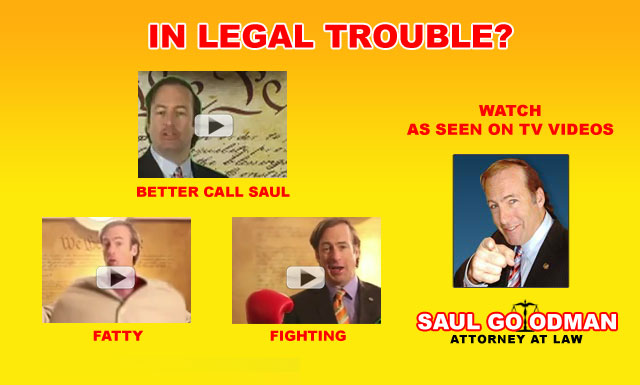 IN LEGAL TROUBLE?
BETTER CALL SAUL
FATTY
FIGHTING
WATCH
AS SEEN ON TV VIDEOS
SAUL GOODMAN
ATTORNEY AT LAW